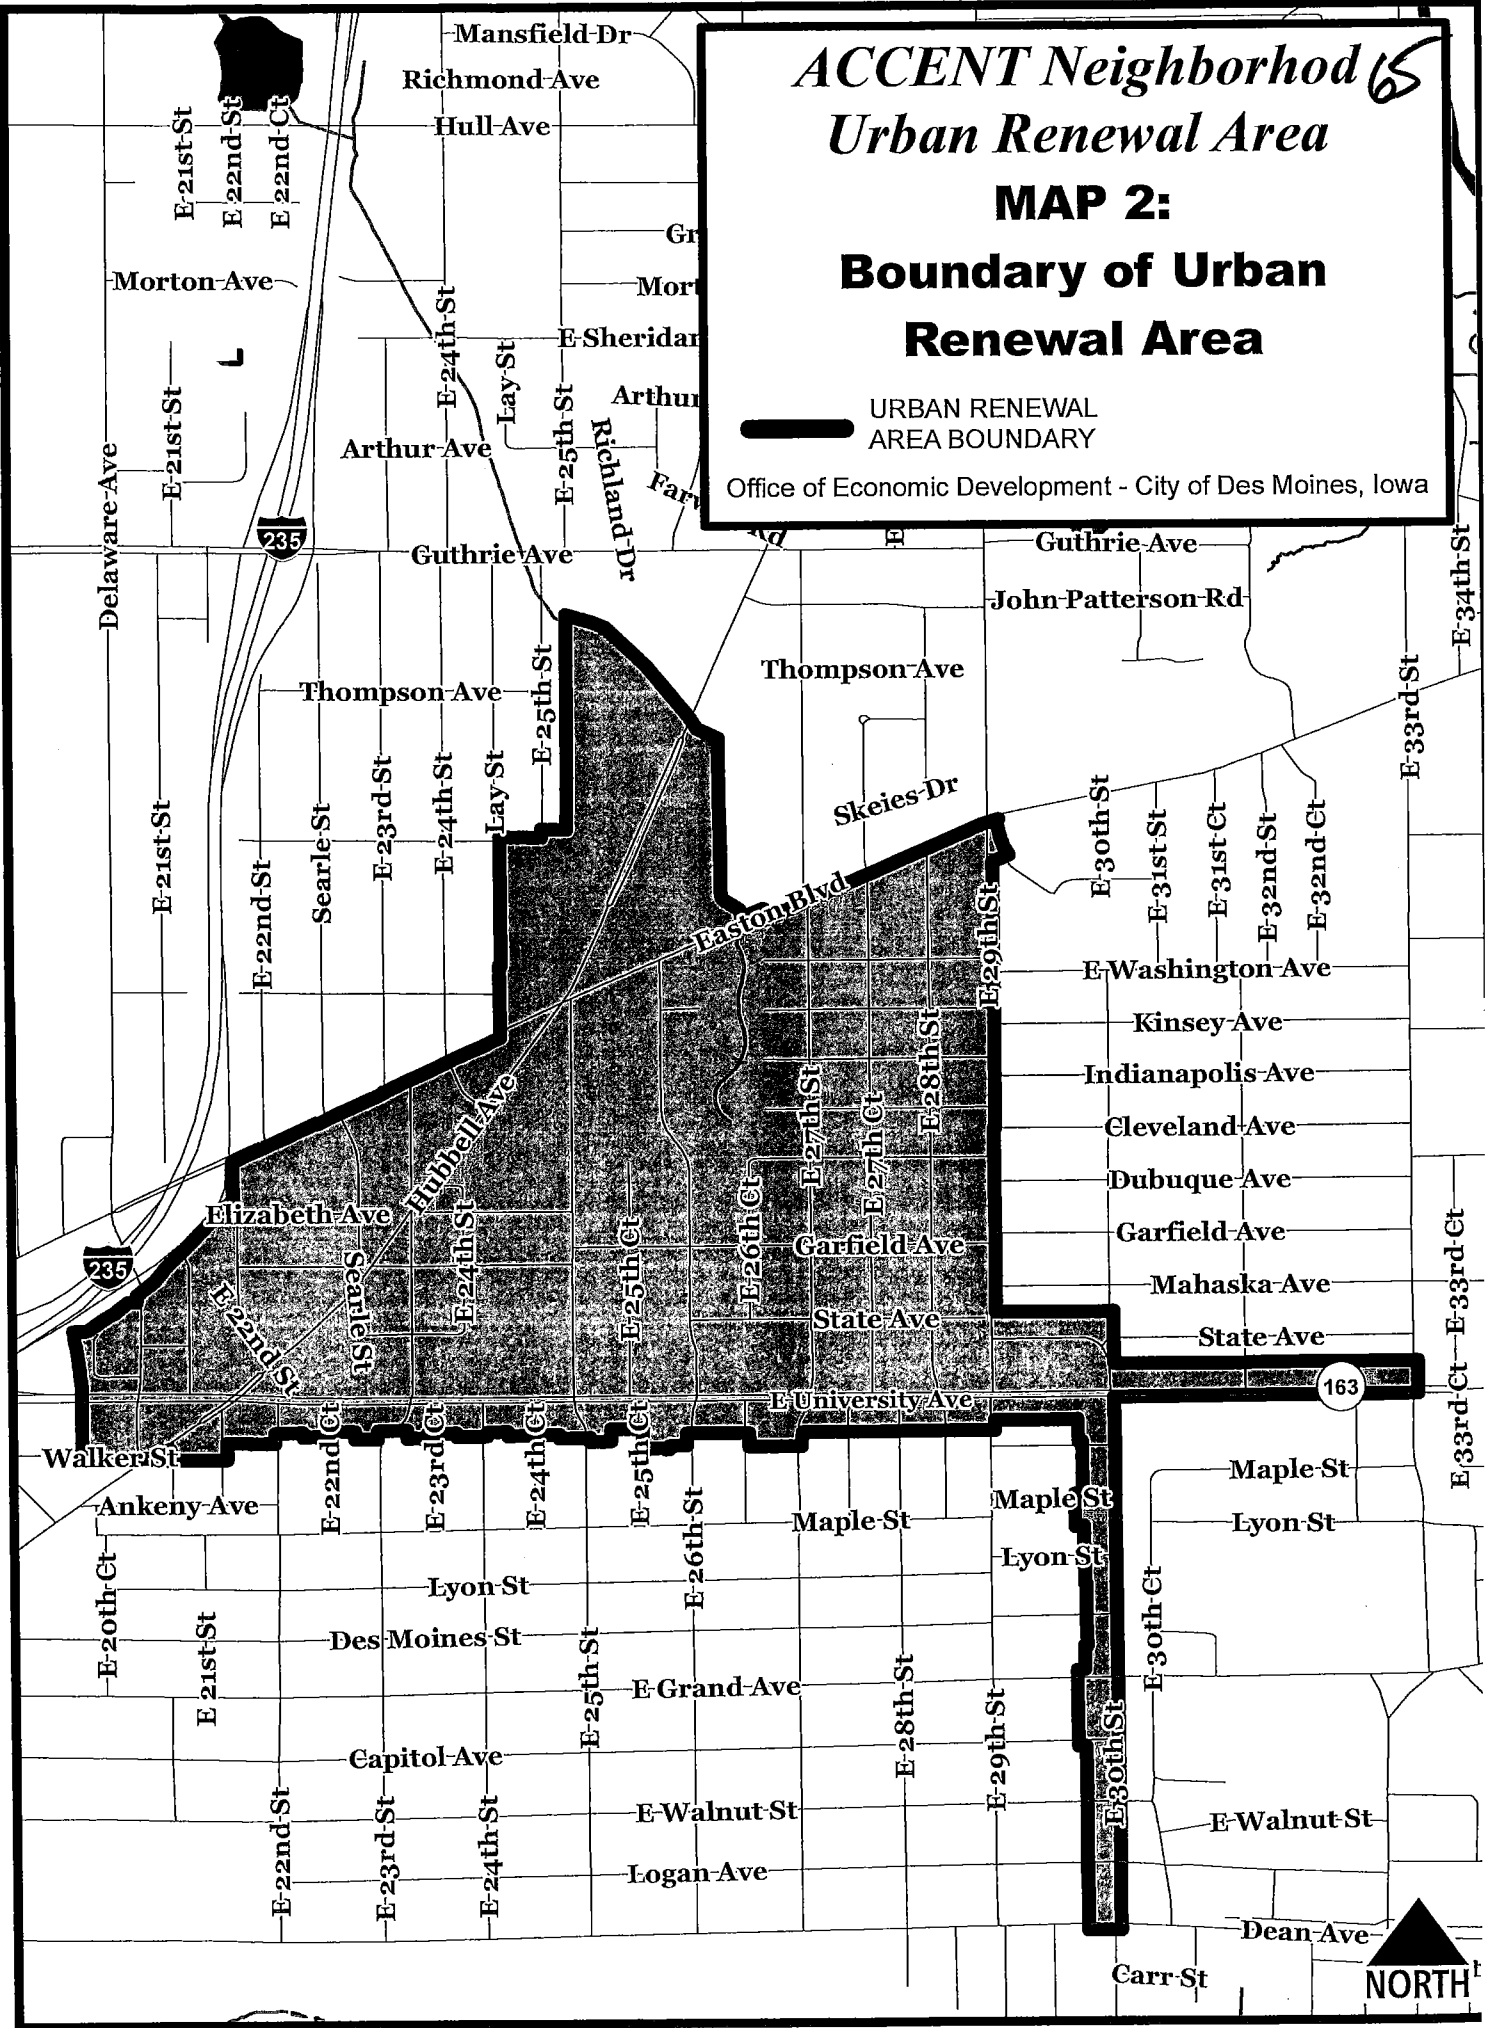 ACCENT Neighborhod
65
Urban Renewal Area
MAP 2:
Boundary of Urban
Renewal Area
URBAN RENEWAL
AREA BOUNDARY
Office of Economic Development - City of Des Moines, Iowa
Mansfield Dr
Richmond Ave
Hull Ave
E 21st St
E 22nd St
E 22nd Ct
Gr
Morton Ave
Mort
E 24th St
E Sheridan
Lay St
Arthur
E 21st St
E 25th St
Richland Dr
Arthur Ave
Farw
Rd
E
Delaware Ave
235
Guthrie Ave
Guthrie Ave
E 34th St
John Patterson Rd
Thompson Ave
E 25th St
Thompson Ave
E 33rd St
E 21st St
E 22nd St
Searle St
E 23rd St
E 24th St
Lay St
Skeies Dr
E 30th St
E 31st St
E 31st Ct
E 32nd St
E 32nd Ct
Easton Blvd
E 29th St
E Washington Ave
Kinsey Ave
Indianapolis Ave
Cleveland Ave
Dubuque Ave
Garfield Ave
Mahaska Ave
State Ave
E 28th St
E 27th St
E 27th Ct
Hubbell Ave
Elizabeth Ave
E 24th St
E 25th Ct
E 26th Ct
Garfield Ave
State Ave
235
E 22nd St
Searle St
E 33rd Ct
E 33rd Ct
E 33rd Ct
163
E University Ave
Walker St
Ankeny Ave
E 22nd Ct
E 23rd Ct
E 24th Ct
E 25th Ct
E 26th St
Maple St
Maple St
Maple St
Lyon St
Lyon St
Lyon St
E 20th Ct
E 21st St
Des Moines St
E 25th St
E Grand Ave
E 28th St
E 29th St
E 30th St
E 30th Ct
Capitol Ave
E 22nd St
E 23rd St
E 24th St
E Walnut St
E Walnut St
Logan Ave
Dean Ave
Carr St
NORTH
t